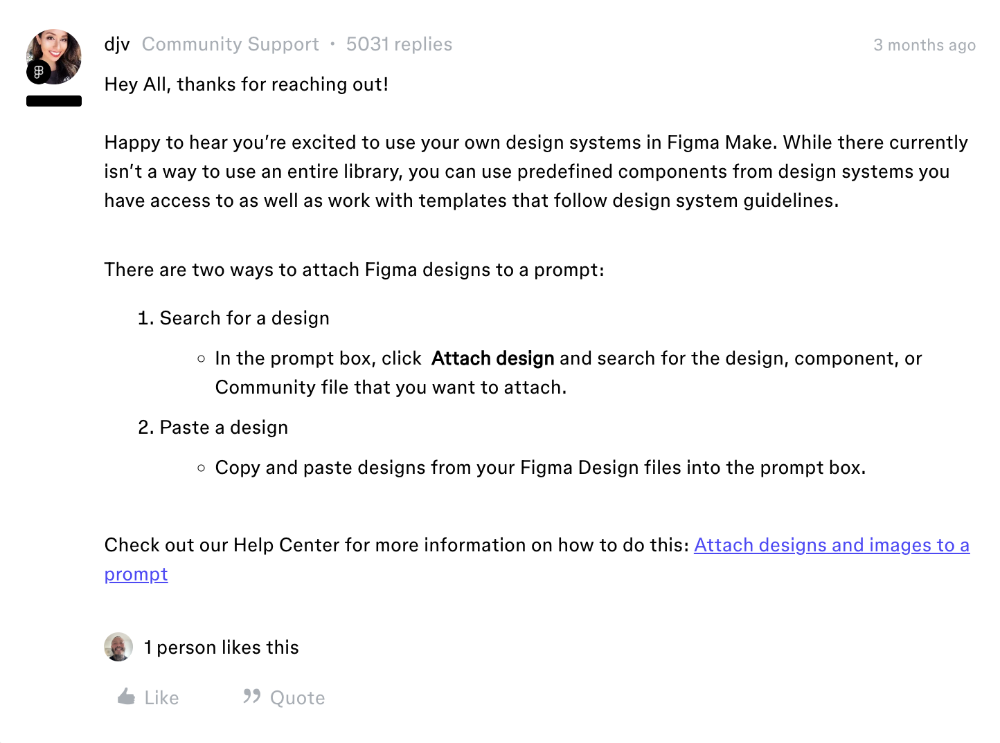 djv Community Support • 5031 replies 3 months ago
Hey All, thanks for reaching out!
Happy to hear you’re excited to use your own design systems in Figma Make. While there currently
isn’t a way to use an entire library, you can use predefined components from design systems you
have access to as well as work with templates that follow design system guidelines.
There are two ways to attach Figma designs to a prompt:
1. Search for a design
○ In the prompt box, click Attach design and search for the design, component, or
Community file that you want to attach.
2. Paste a design
○ Copy and paste designs from your Figma Design files into the prompt box.
Check out our Help Center for more information on how to do this: Attach designs and images to a
prompt
1 person likes this
Like Quote